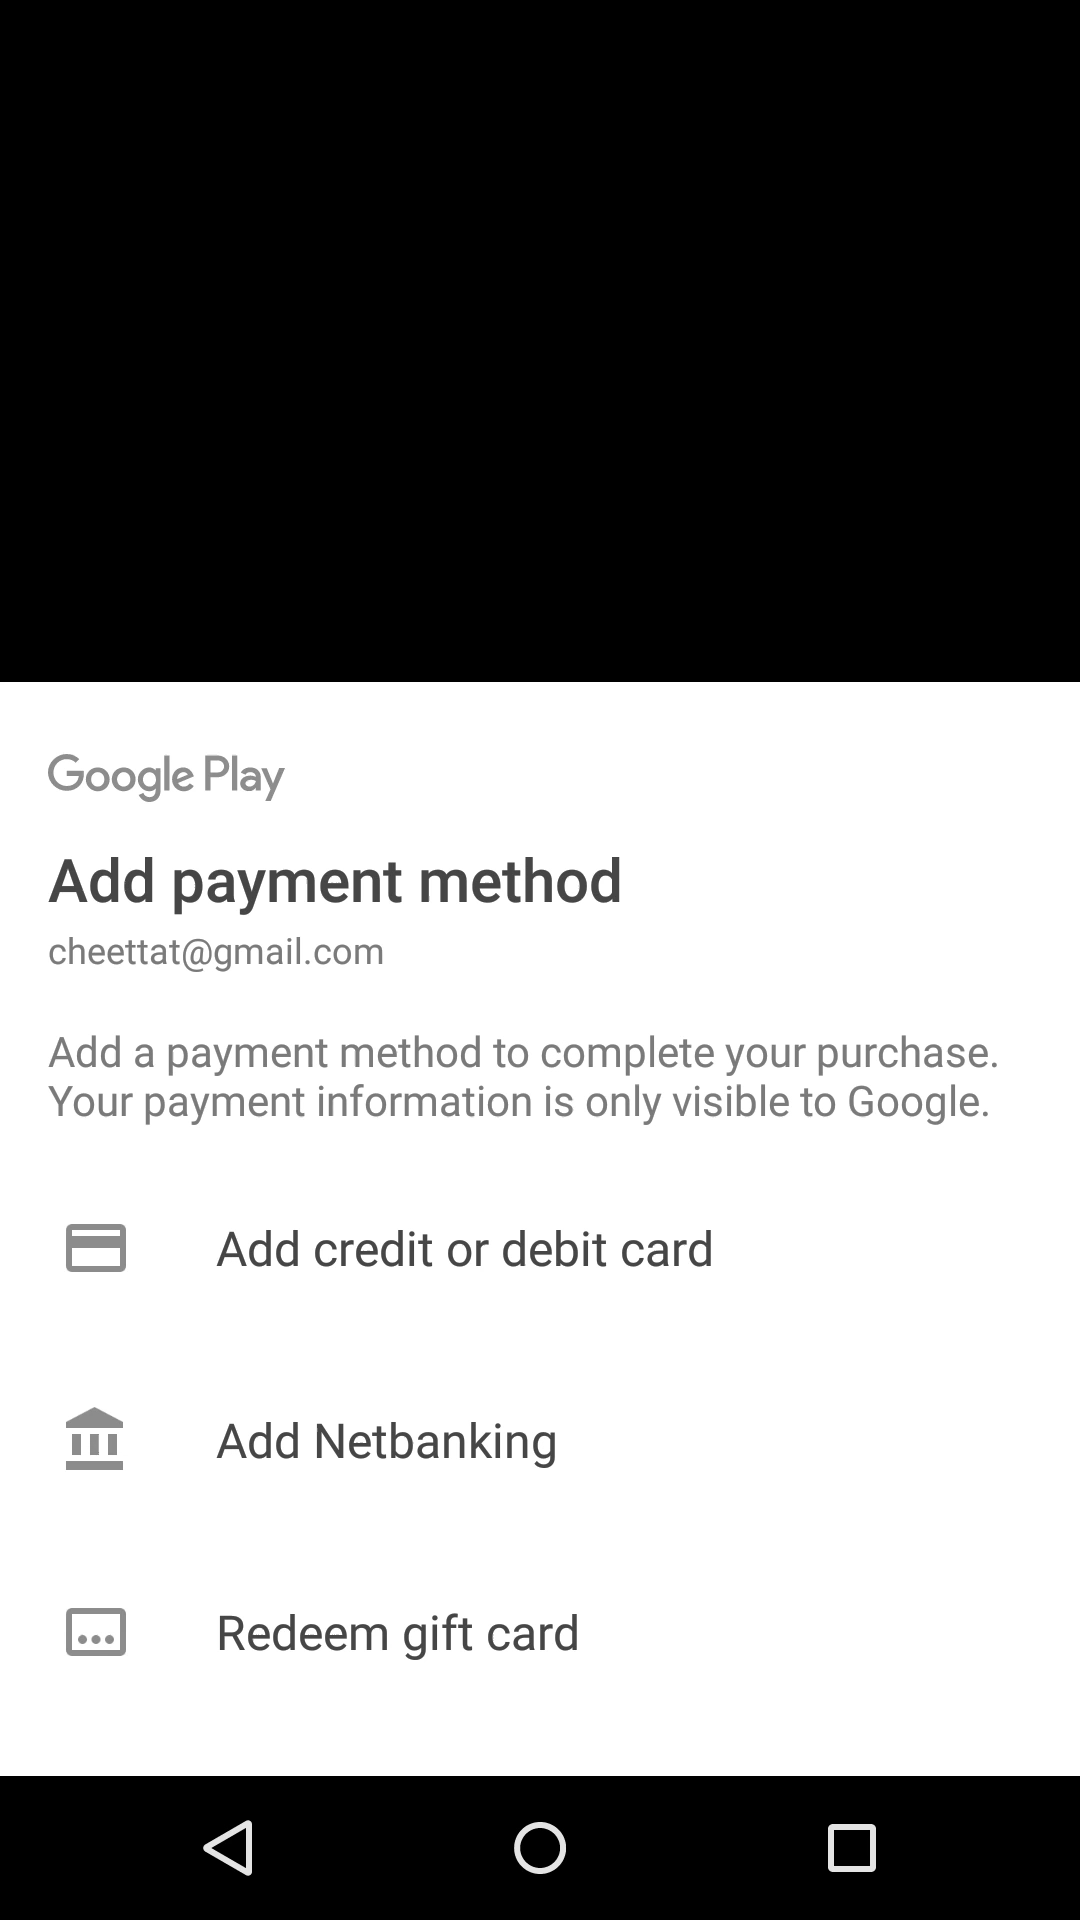 Google Play
Add payment method
cheettat@gmail.com
Add a payment method to complete your purchase.
Your payment information is only visible to Google.
Add credit or debit card
Add Netbanking
Redeem gift card